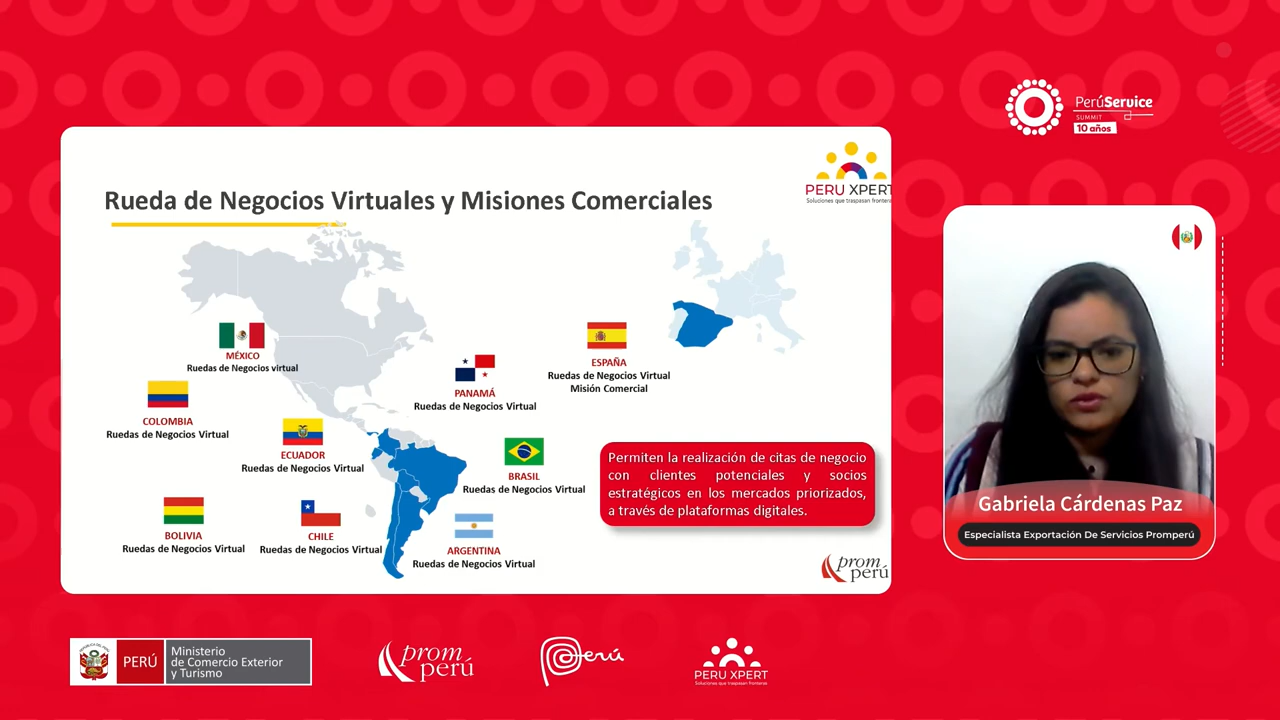 PerúService
SUMMIT
10 años
PERU XPERT
Soluciones que traspasan frontera
Rueda de Negocios Virtuales y Misiones Comerciales
MÉXICO
Ruedas de Negocios virtual
PANAMÁ
Ruedas de Negocios Virtual
ESPAÑA
Ruedas de Negocios Virtual
Misión Comercial
COLOMBIA
Ruedas de Negocios Virtual
ECUADOR
Ruedas de Negocios Virtual
BRASIL
Ruedas de Negocios Virtual
Permiten la realización de citas de negocio
con clientes potenciales y socios
estratégicos en los mercados priorizados,
a través de plataformas digitales.
BOLIVIA
Ruedas de Negocios Virtual
CHILE
Ruedas de Negocios Virtual
ARGENTINA
Ruedas de Negocios Virtual
prom
perú
Gabriela Cárdenas Paz
Especialista Exportación De Servicios Promperú
PERÚ
Ministerio
de Comercio Exterior
y Turismo
prom
perú
Perú
PERU XPERT
Soluciones que traspasan fronteras